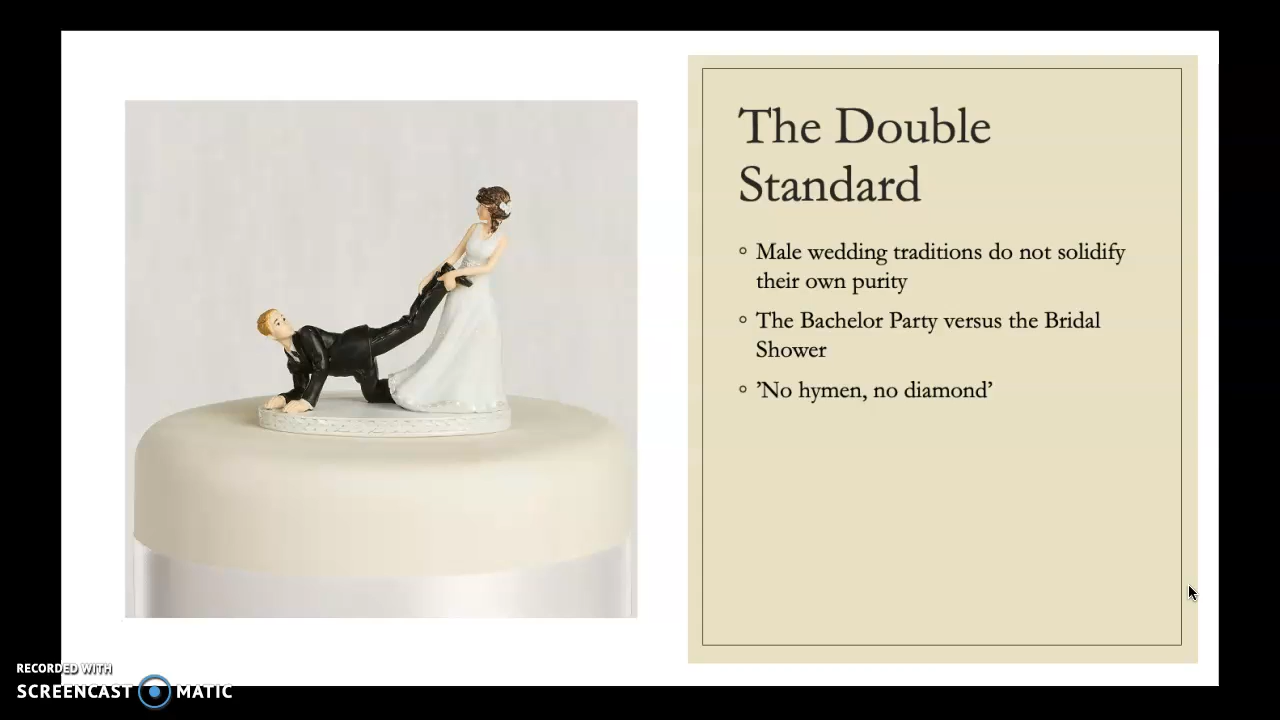 The Double
Standard
Male wedding traditions do not solidify
their own purity
The Bachelor Party versus the Bridal
Shower
’No hymen, no diamond’
RECORDED WITH
SCREENCAST MATIC